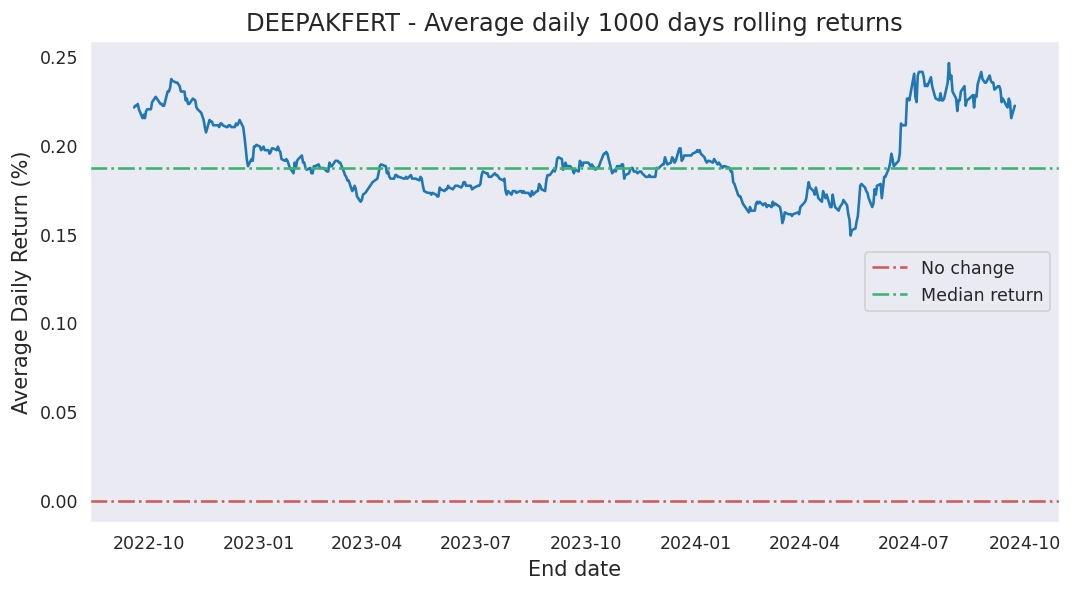 DEEPAKFERT - Average daily 1000 days rolling returns
Average Daily Return (%)
0.25
0.20
0.15
0.10
0.05
0.00
No change
Median return
2022-10 2023-01 2023-04 2023-07 2023-10 2024-01 2024-04 2024-07 2024-10
End date